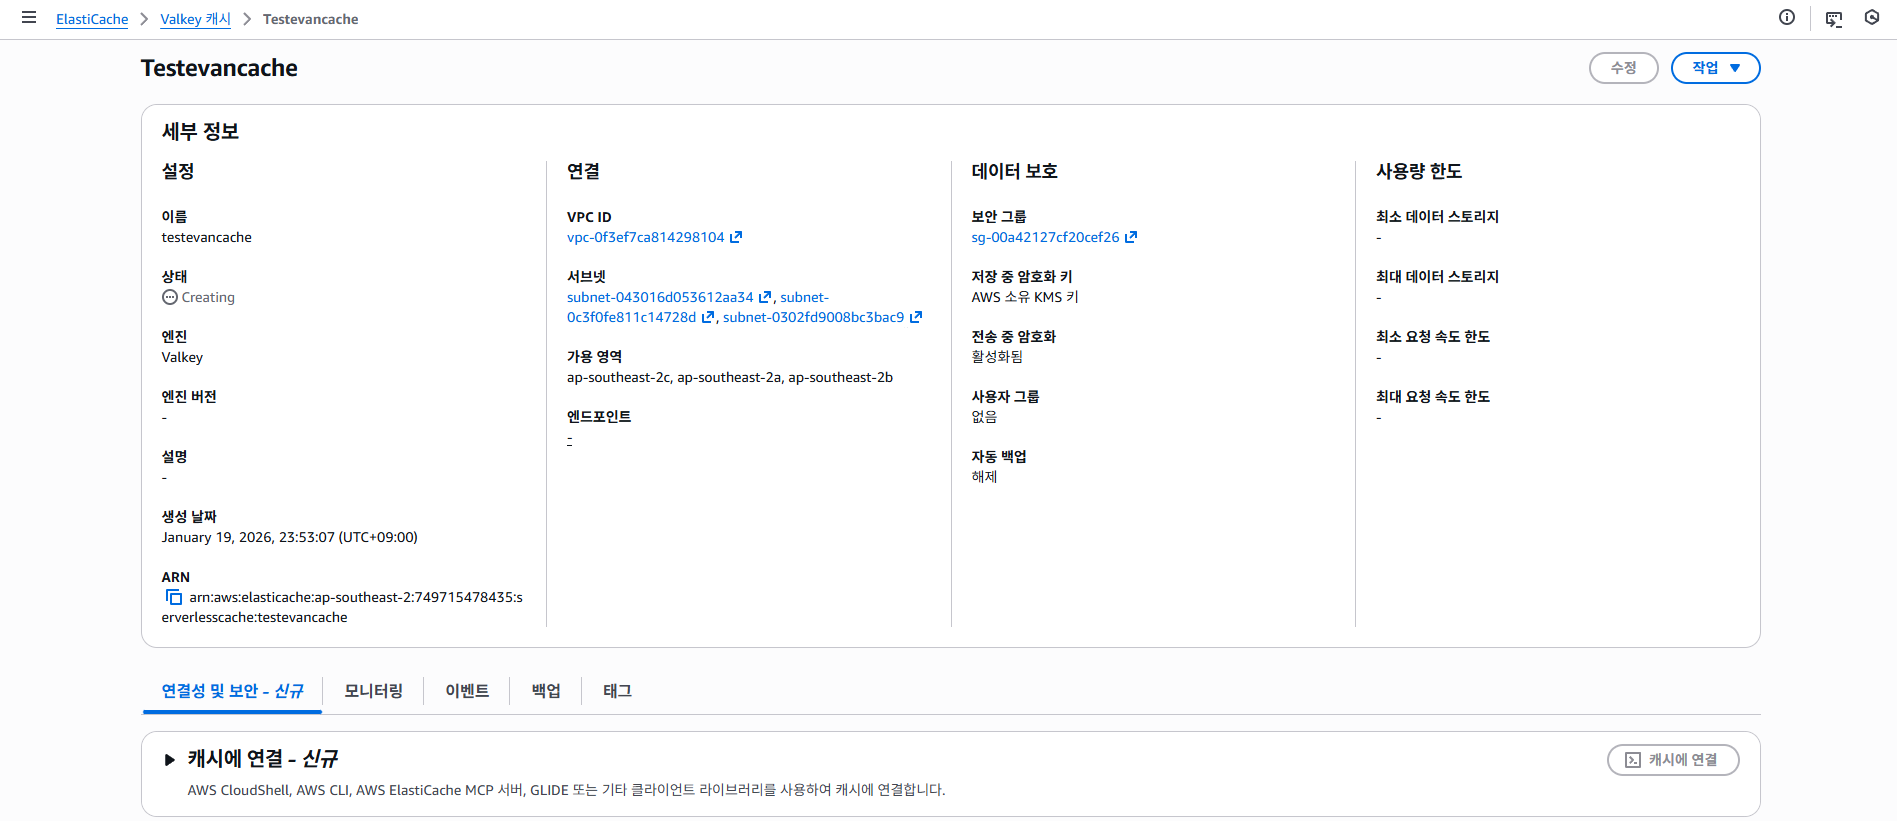 ElastiCache > Valkey 캐시 > Testevancache
Testevancache
수정
작업
세부 정보
설정
이름
testevancache
상태
Creating
엔진
Valkey
엔진 버전
-
설명
-
생성 날짜
January 19, 2026, 23:53:07 (UTC+09:00)
ARN
arn:aws:elasticache:ap-southeast-2:749715478435:s
erverlesscache:testevancache
연결
VPC ID
vpc-0f3ef7ca814298104
서브넷
subnet-043016d053612aa34 , subnet-
0c3f0fe811c14728d , subnet-0302fd9008bc3bac9
가용 영역
ap-southeast-2c, ap-southeast-2a, ap-southeast-2b
엔드포인트
-
데이터 보호
보안 그룹
sg-00a42127cf20cef26
저장 중 암호화 키
AWS 소유 KMS 키
전송 중 암호화
활성화됨
사용자 그룹
없음
자동 백업
해제
사용량 한도
최소 데이터 스토리지
-
최대 데이터 스토리지
-
최소 요청 속도 한도
-
최대 요청 속도 한도
-
연결성 및 보안 - 신규
모니터링
이벤트
백업
태그
캐시에 연결 - 신규
캐시에 연결
AWS CloudShell, AWS CLI, AWS ElastiCache MCP 서버, GLIDE 또는 기타 클라이언트 라이브러리를 사용하여 캐시에 연결합니다.